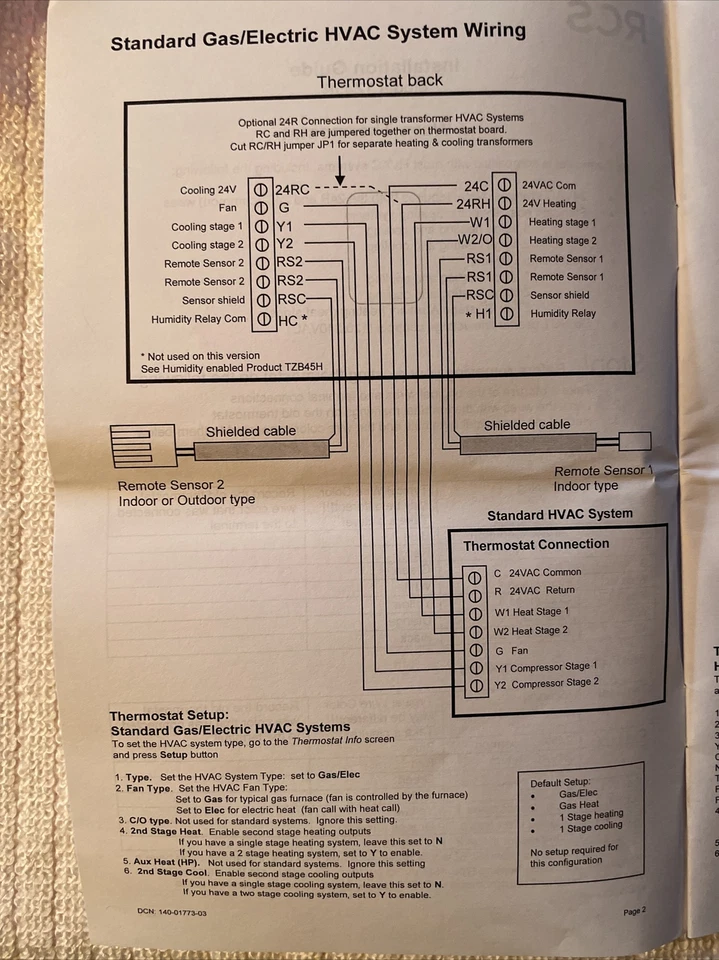 Standard Gas/Electric HVAC System Wiring
Thermostat back
Optional 24R Connection for single transformer HVAC Systems
RC and RH are jumpered together on thermostat board.
Cut RC/RH jumper JP1 for separate heating & cooling transformers
Cooling 24V 24RC
Fan G
Cooling stage 1 Y1
Cooling stage 2 Y2
Remote Sensor 2 RS2
Remote Sensor 2 RS2
Sensor shield RSC
Humidity Relay Com HC *
24C 24VAC Com
24RH 24V Heating
W1 Heating stage 1
W2/O Heating stage 2
RS1 Remote Sensor 1
RS1 Remote Sensor 1
RSC Sensor shield
* H1 Humidity Relay
* Not used on this version
See Humidity enabled Product TZB45H
Shielded cable
Remote Sensor 2
Indoor or Outdoor type
Shielded cable
Remote Sensor 1
Indoor type
Standard HVAC System
Thermostat Connection
C 24VAC Common
R 24VAC Return
W1 Heat Stage 1
W2 Heat Stage 2
G Fan
Y1 Compressor Stage 1
Y2 Compressor Stage 2
Thermostat Setup:
Standard Gas/Electric HVAC Systems
To set the HVAC system type, go to the Thermostat Info screen
and press Setup button
1. Type. Set the HVAC System Type: set to Gas/Elec
2. Fan Type. Set the HVAC Fan Type:
Set to Gas for typical gas furnace (fan is controlled by the furnace)
Set to Elec for electric heat (fan call with heat call)
3. C/O type. Not used for standard systems. Ignore this setting.
4. 2nd Stage Heat. Enable second stage heating outputs
If you have a single stage heating system, leave this set to N
If you have a 2 stage heating system, set to Y to enable.
5. Aux Heat (HP). Not used for standard systems. Ignore this setting
6. 2nd Stage Cool. Enable second stage cooling outputs
If you have a single stage cooling system, leave this set to N.
If you have a two stage cooling system, set to Y to enable.
Default Setup:
• Gas/Elec
• Gas Heat
• 1 Stage heating
• 1 Stage cooling
No setup required for
this configuration
DCN: 140-01773-03
Page 2